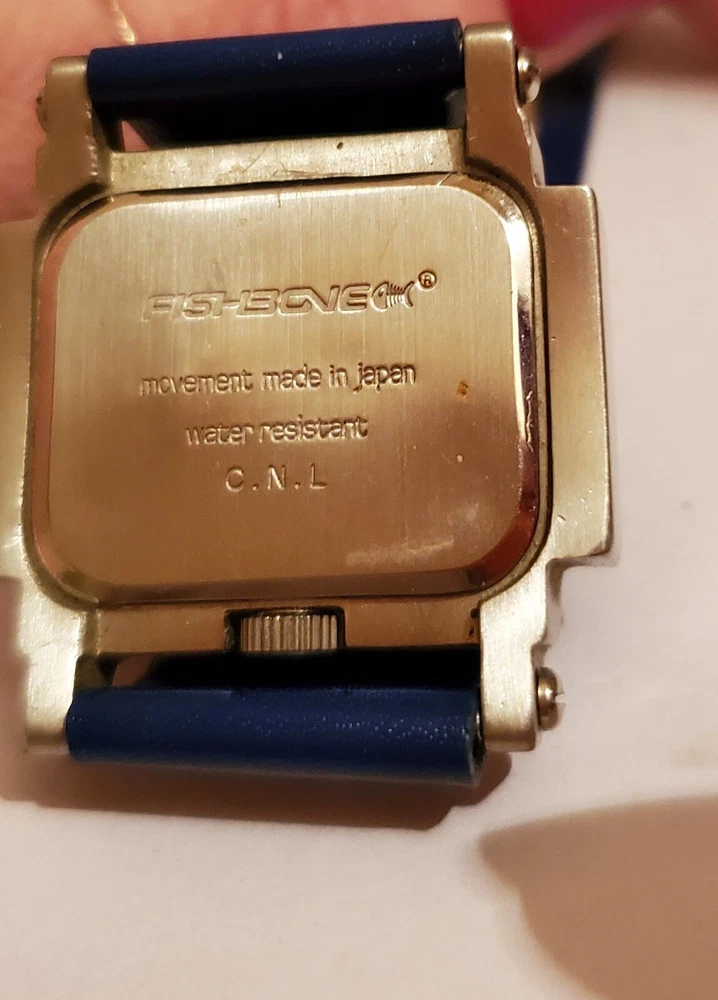 FISHBONE®
movement made in japan
water resistant
C.N.L